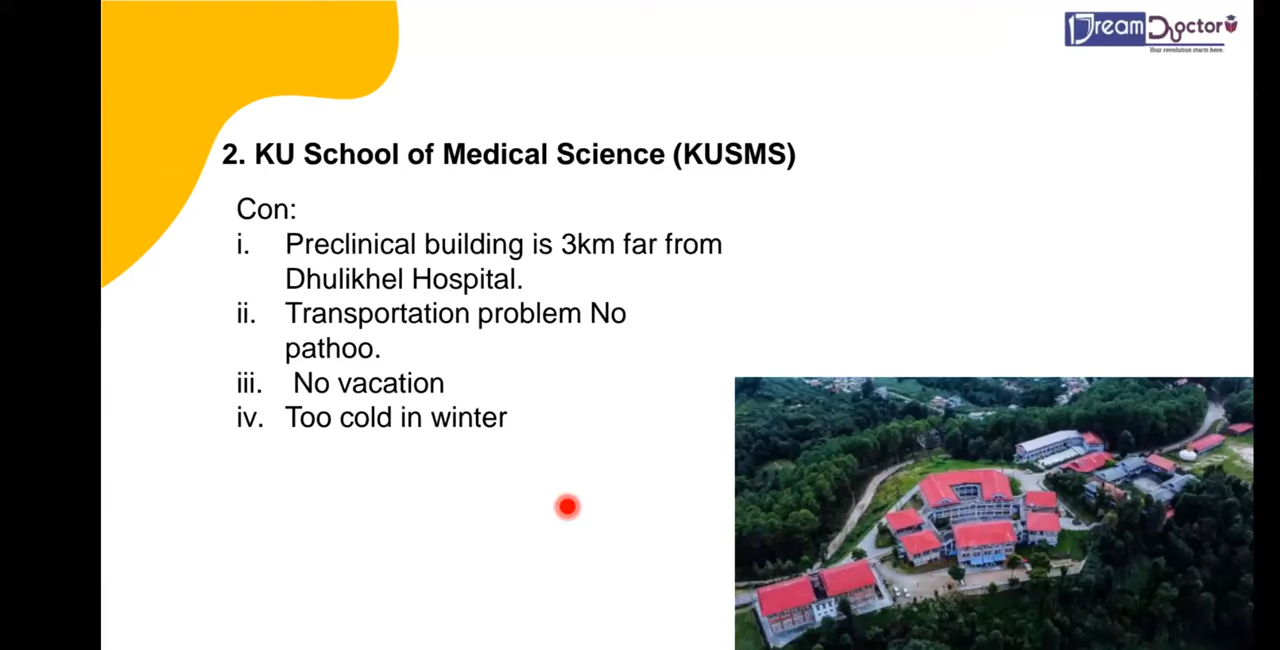 Dream Doctor
Your revolution starts here.
2. KU School of Medical Science (KUSMS)
Con:
i. Preclinical building is 3km far from
Dhulikhel Hospital.
ii. Transportation problem No
pathoo.
iii. No vacation
iv. Too cold in winter